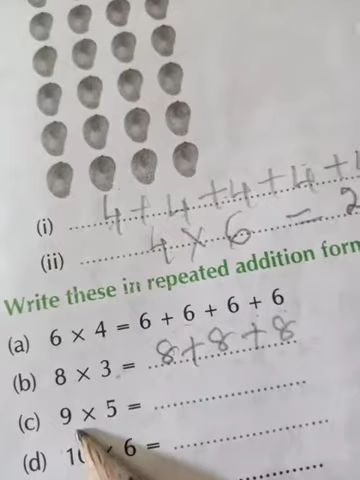 (i) 4 + 4 + 4 + 4 +
(ii) 4 × 6 = 2
Write these in repeated addition form
(a) 6 × 4 = 6 + 6 + 6 + 6
(b) 8 × 3 = 8 + 8 + 8
(c) 9 × 5 =
(d) 6 =